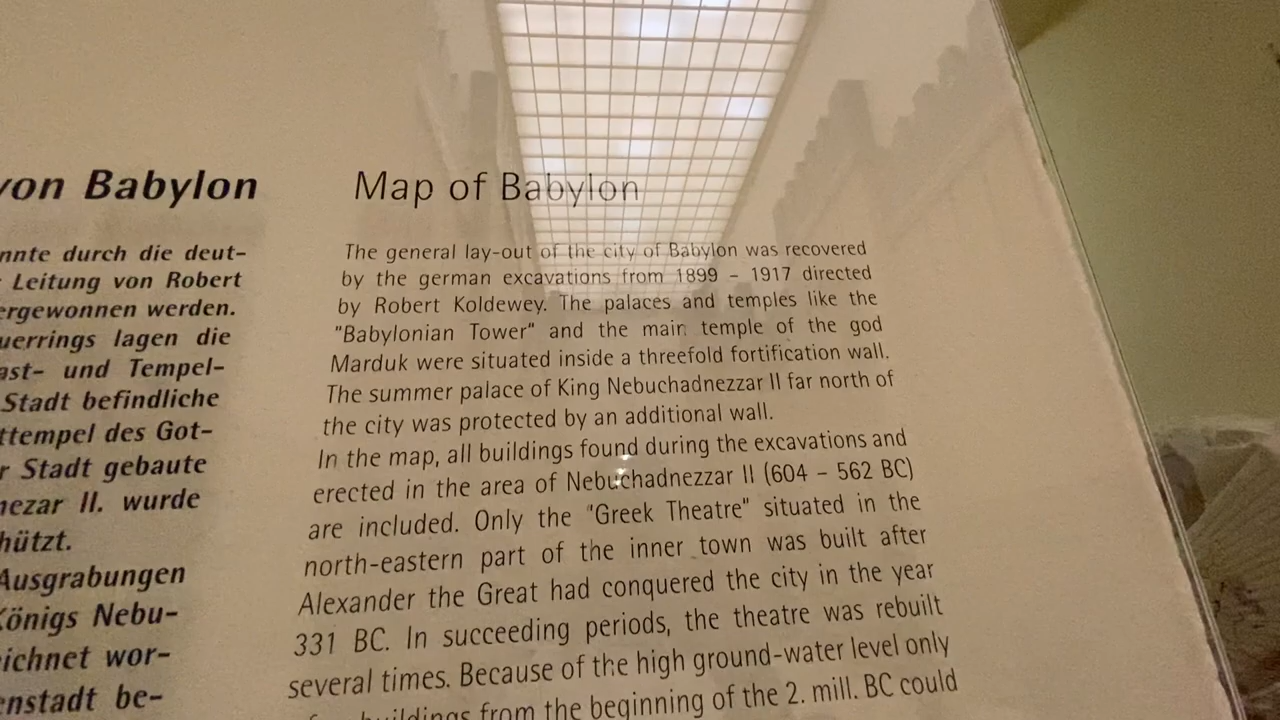 von Babylon
nnte durch die deut-
Leitung von Robert
ergewonnen werden.
uerrings lagen die
ast- und Tempel-
Stadt befindliche
ttempel des Got-
r Stadt gebaute
nezar II. wurde
hützt.
Ausgrabungen
Königs Nebu-
eichnet wor-
enstadt be-
Map of Babylon
The general lay-out of the city of Babylon was recovered
by the german excavations from 1899 – 1917 directed
by Robert Koldewey. The palaces and temples like the
"Babylonian Tower" and the main temple of the god
Marduk were situated inside a threefold fortification wall.
The summer palace of King Nebuchadnezzar II far north of
the city was protected by an additional wall.
In the map, all buildings found during the excavations and
erected in the area of Nebuchadnezzar II (604 – 562 BC)
are included. Only the "Greek Theatre" situated in the
north-eastern part of the inner town was built after
Alexander the Great had conquered the city in the year
331 BC. In succeeding periods, the theatre was rebuilt
several times. Because of the high ground-water level only
buildings from the beginning of the 2. mill. BC could